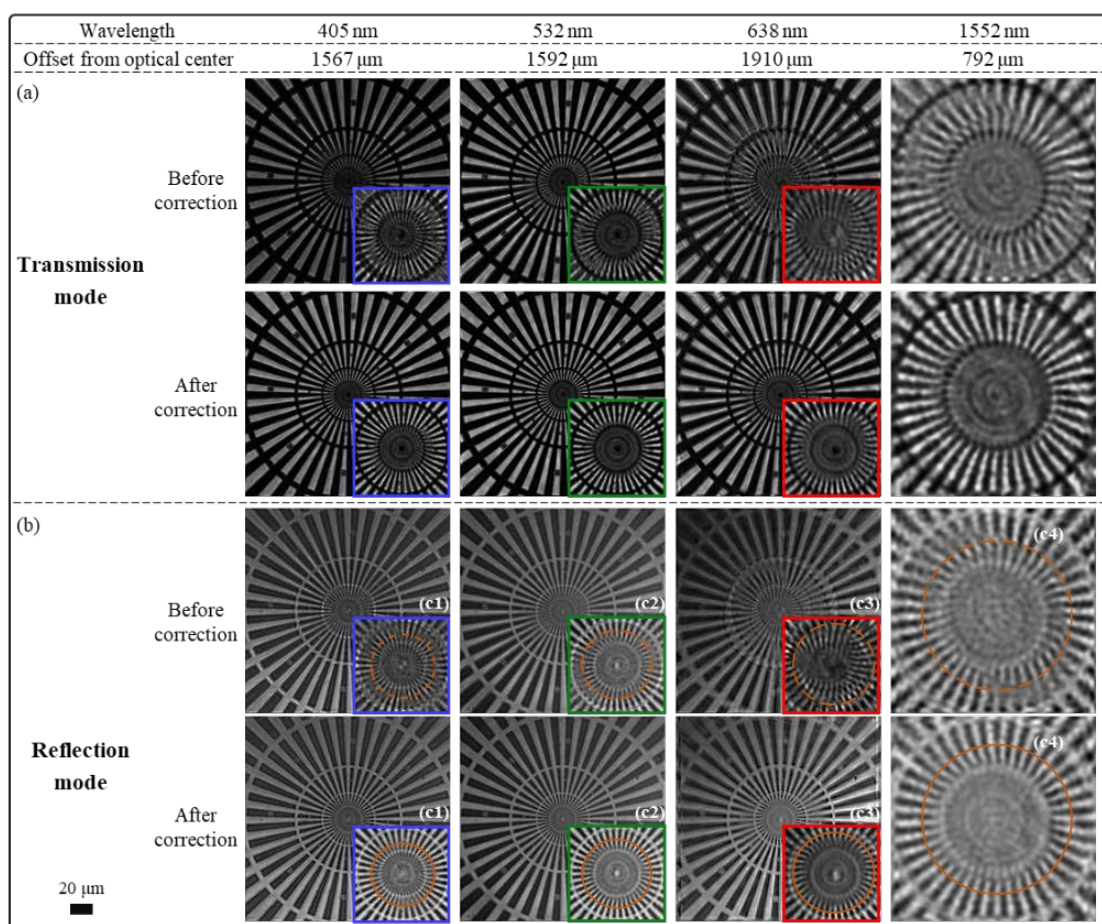 Wavelength 405 nm 532 nm 638 nm 1552 nm
Offset from optical center 1567 μm 1592 μm 1910 μm 792 μm
(a)
Before
correction
Transmission
mode
After
correction
(b)
Before
correction
(c1) (c2) (c3) (c4)
Reflection
mode
After
correction
(c1) (c2) (c3) (c4)
20 μm